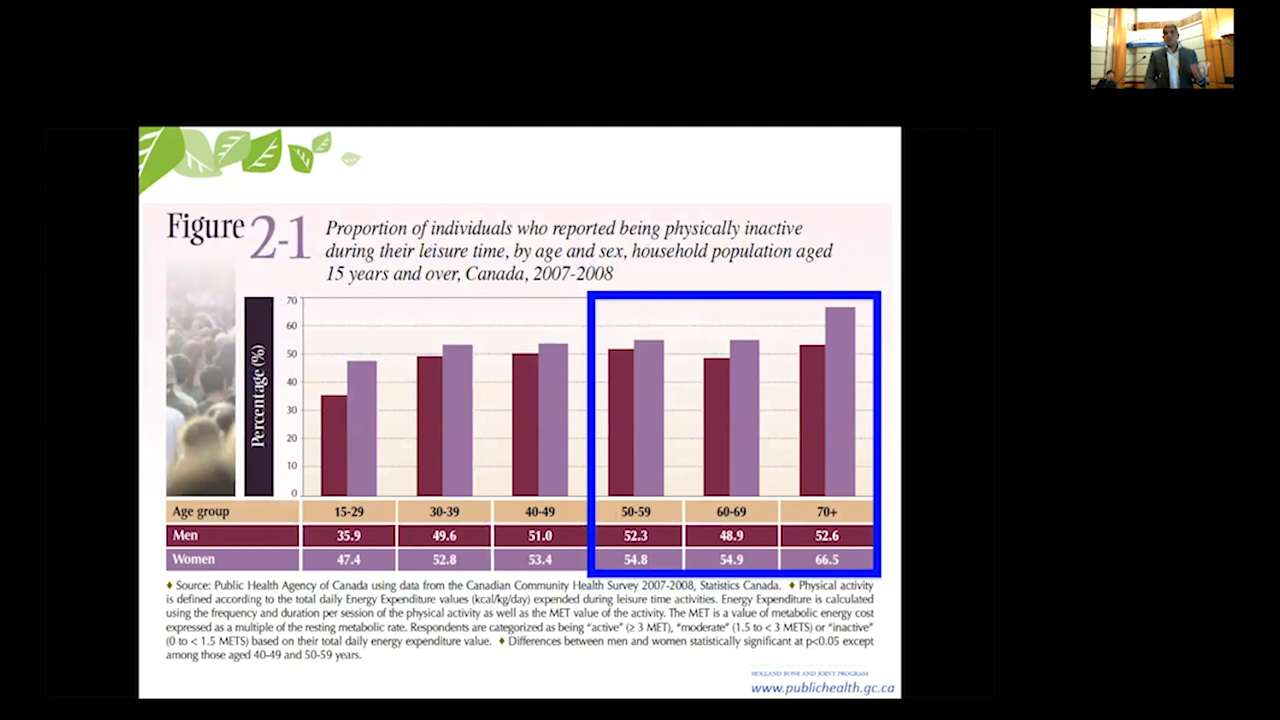 Figure 2-1
Proportion of individuals who reported being physically inactive
during their leisure time, by age and sex, household population aged
15 years and over, Canada, 2007-2008
Percentage (%)
70
60
50
40
30
20
10
0
Age group 15-29 30-39 40-49 50-59 60-69 70+
Men 35.9 49.6 51.0 52.3 48.9 52.6
Women 47.4 52.8 53.4 54.8 54.9 66.5
♦ Source: Public Health Agency of Canada using data from the Canadian Community Health Survey 2007-2008, Statistics Canada. ♦ Physical activity
is defined according to the total daily Energy Expenditure values (kcal/kg/day) expended during leisure time activities. Energy Expenditure is calculated
using the frequency and duration per session of the physical activity as well as the MET value of the activity. The MET is a value of metabolic energy cost
expressed as a multiple of the resting metabolic rate. Respondents are categorized as being "active" (≥ 3 MET), "moderate" (1.5 to < 3 METS) or "inactive"
(0 to < 1.5 METS) based on their total daily energy expenditure value. ♦ Differences between men and women statistically significant at p<0.05 except
among those aged 40-49 and 50-59 years.
HOLLAND BONE AND JOINT PROGRAM
www.publichealth.gc.ca